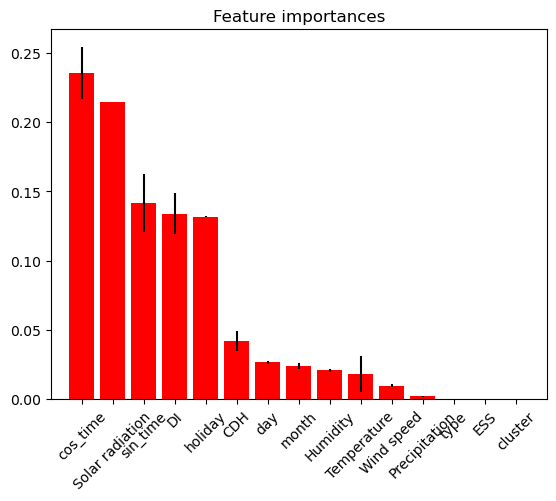 Feature importances
0.25
0.20
0.15
0.10
0.05
0.00
cos_time
Solar radiation
sin_time
DI
holiday
CDH
day
month
Humidity
Temperature
Wind speed
Precipitation
type
ESS
cluster